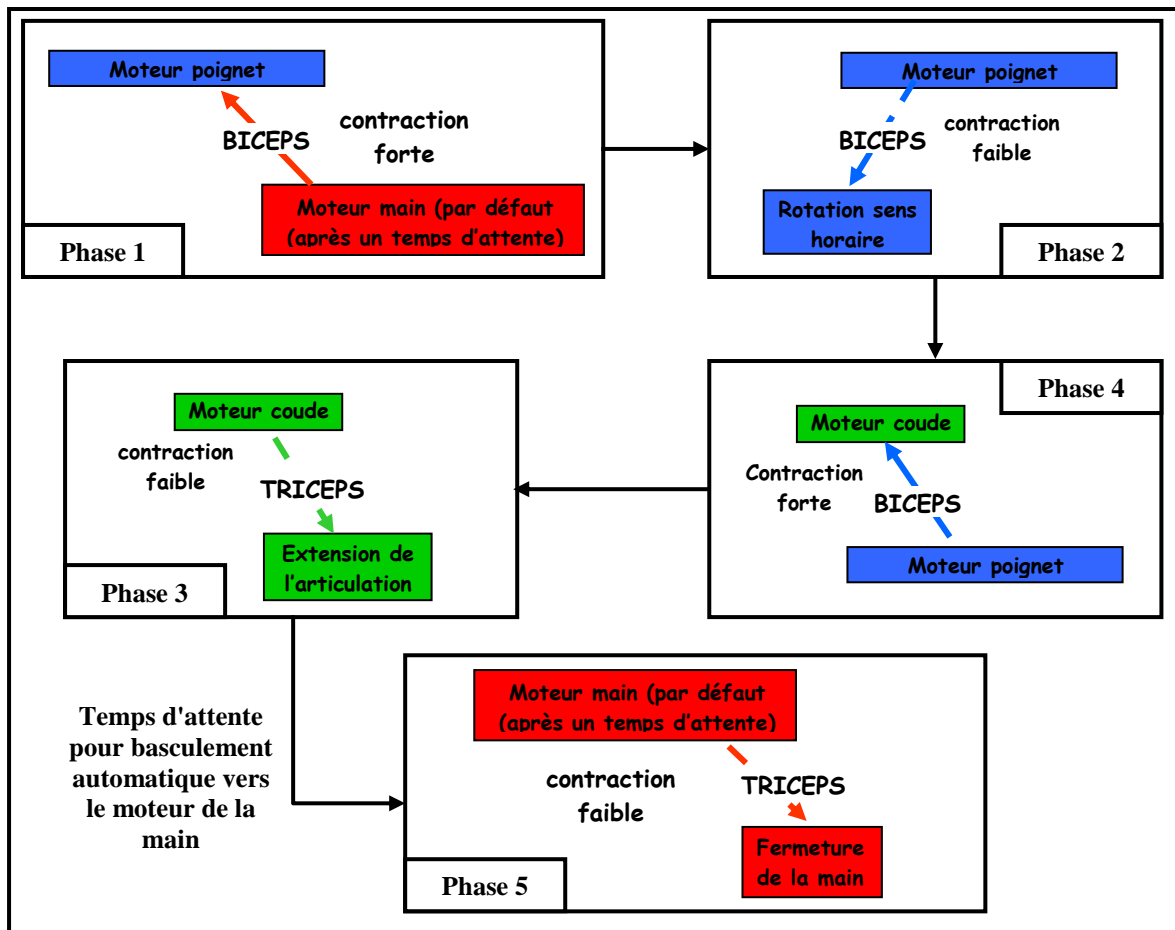 Moteur poignet
BICEPS
contraction
forte
Moteur main (par défaut
(après un temps d'attente)
Phase 1
Moteur poignet
BICEPS
contraction
faible
Rotation sens
horaire
Phase 2
Phase 4
Moteur coude
Contraction
forte
BICEPS
Moteur poignet
Moteur coude
contraction
faible
TRICEPS
Extension de
l'articulation
Phase 3
Temps d'attente
pour basculement
automatique vers
le moteur de la
main
Moteur main (par défaut
(après un temps d'attente)
contraction
faible
TRICEPS
Fermeture
de la main
Phase 5